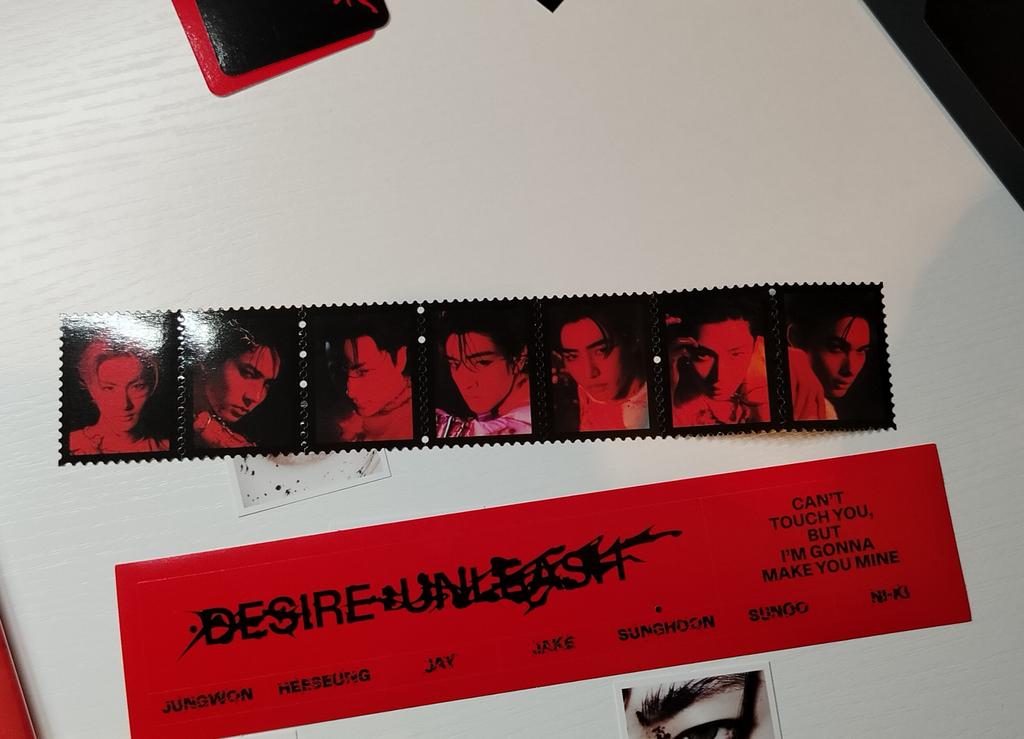 DESIRE:UNLEASH
CAN'T
TOUCH YOU,
BUT
I'M GONNA
MAKE YOU MINE
JUNGWON HEESEUNG JAY JAKE SUNGHOON SUNOO NI-KI